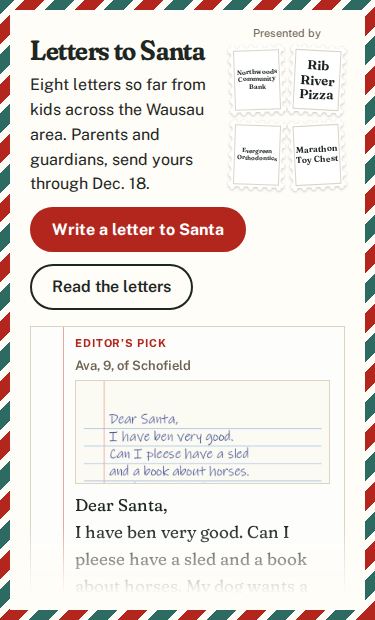 Presented by
Letters to Santa
Eight letters so far from
kids across the Wausau
area. Parents and
guardians, send yours
through Dec. 18.
Northwoods
Community
Bank
Rib
River
Pizza
Evergreen
Orthodontics
Marathon
Toy Chest
Write a letter to Santa
Read the letters
EDITOR'S PICK
Ava, 9, of Schofield
Dear Santa,
I have ben very good.
Can I pleese have a sled
and a book about horses.
Dear Santa,
I have ben very good. Can I
pleese have a sled and a book
about horses. My dog wants a